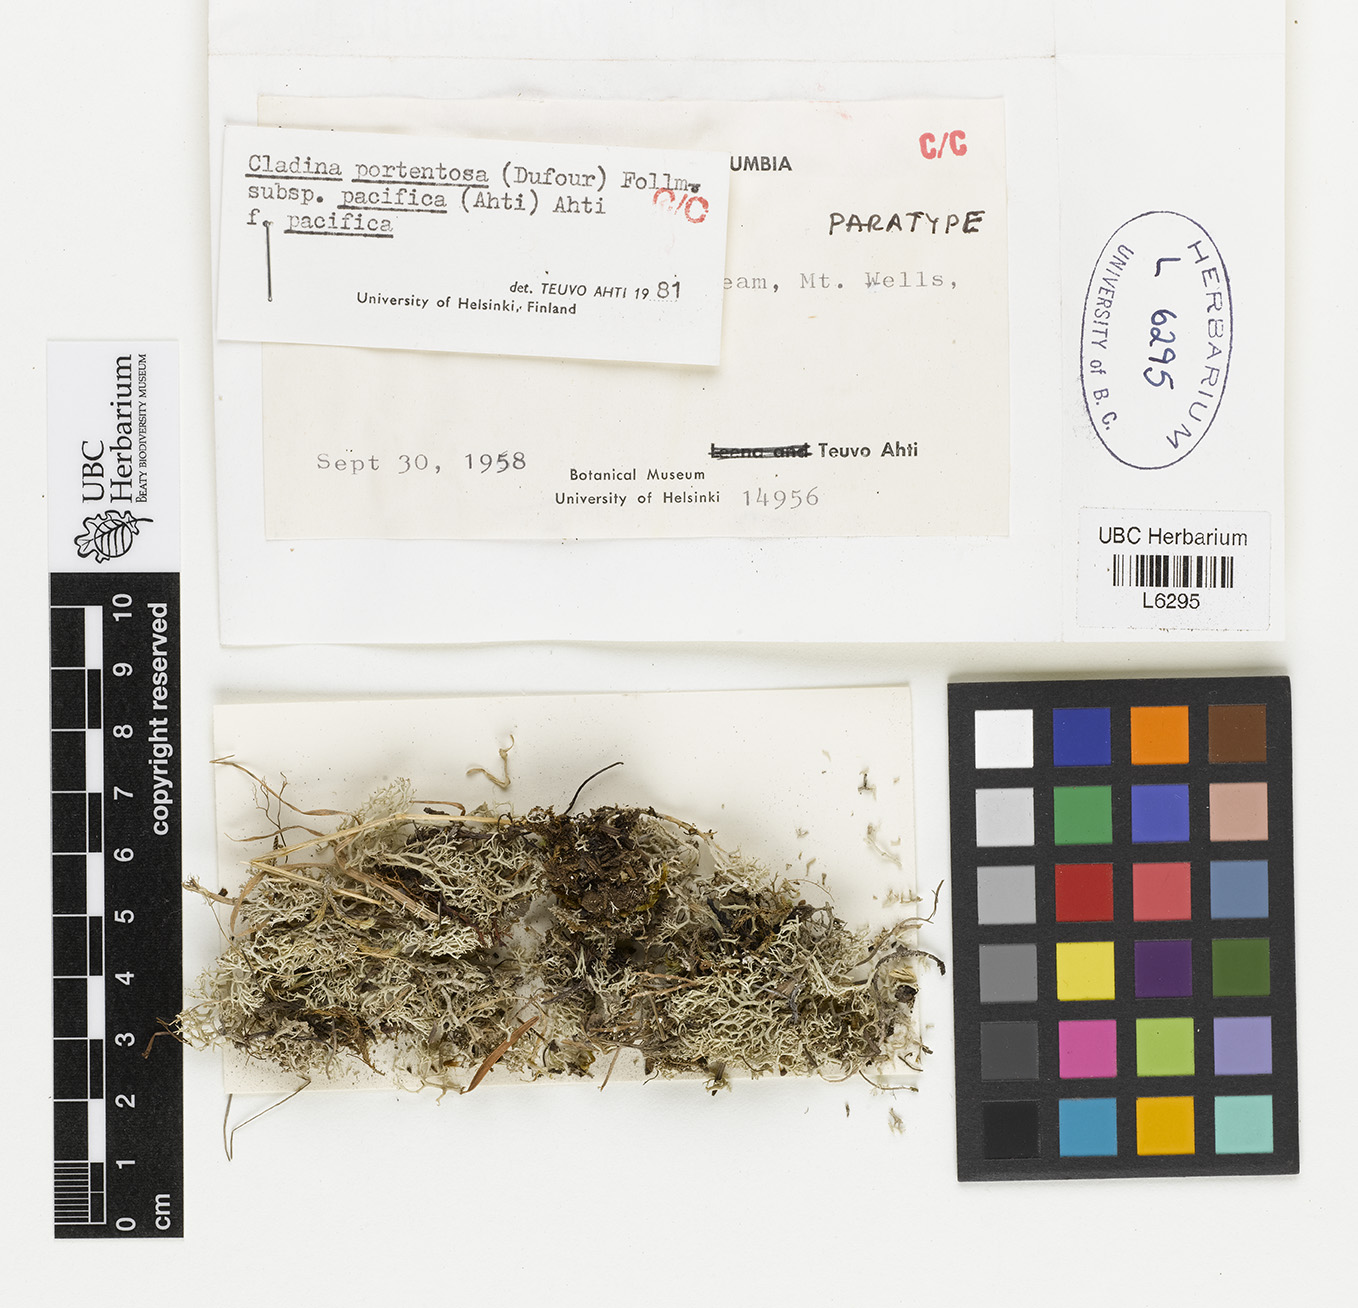 Cladina portentosa (Dufour) Follm.
subsp. pacifica (Ahti) Ahti
f. pacifica
C/C
det. TEUVO AHTI 1981
University of Helsinki, Finland
UMBIA
C/C
PARATYPE
eam, Mt. Wells,
Sept 30, 1958
Leena and Teuvo Ahti
Botanical Museum
University of Helsinki 14956
HERBARIUM
L 6295
UNIVERSITY of B. C.
UBC Herbarium
L6295
UBC
Herbarium
BEATY BIODIVERSITY MUSEUM
copyright reserved
10
9
8
7
6
5
4
3
2
1
0
cm